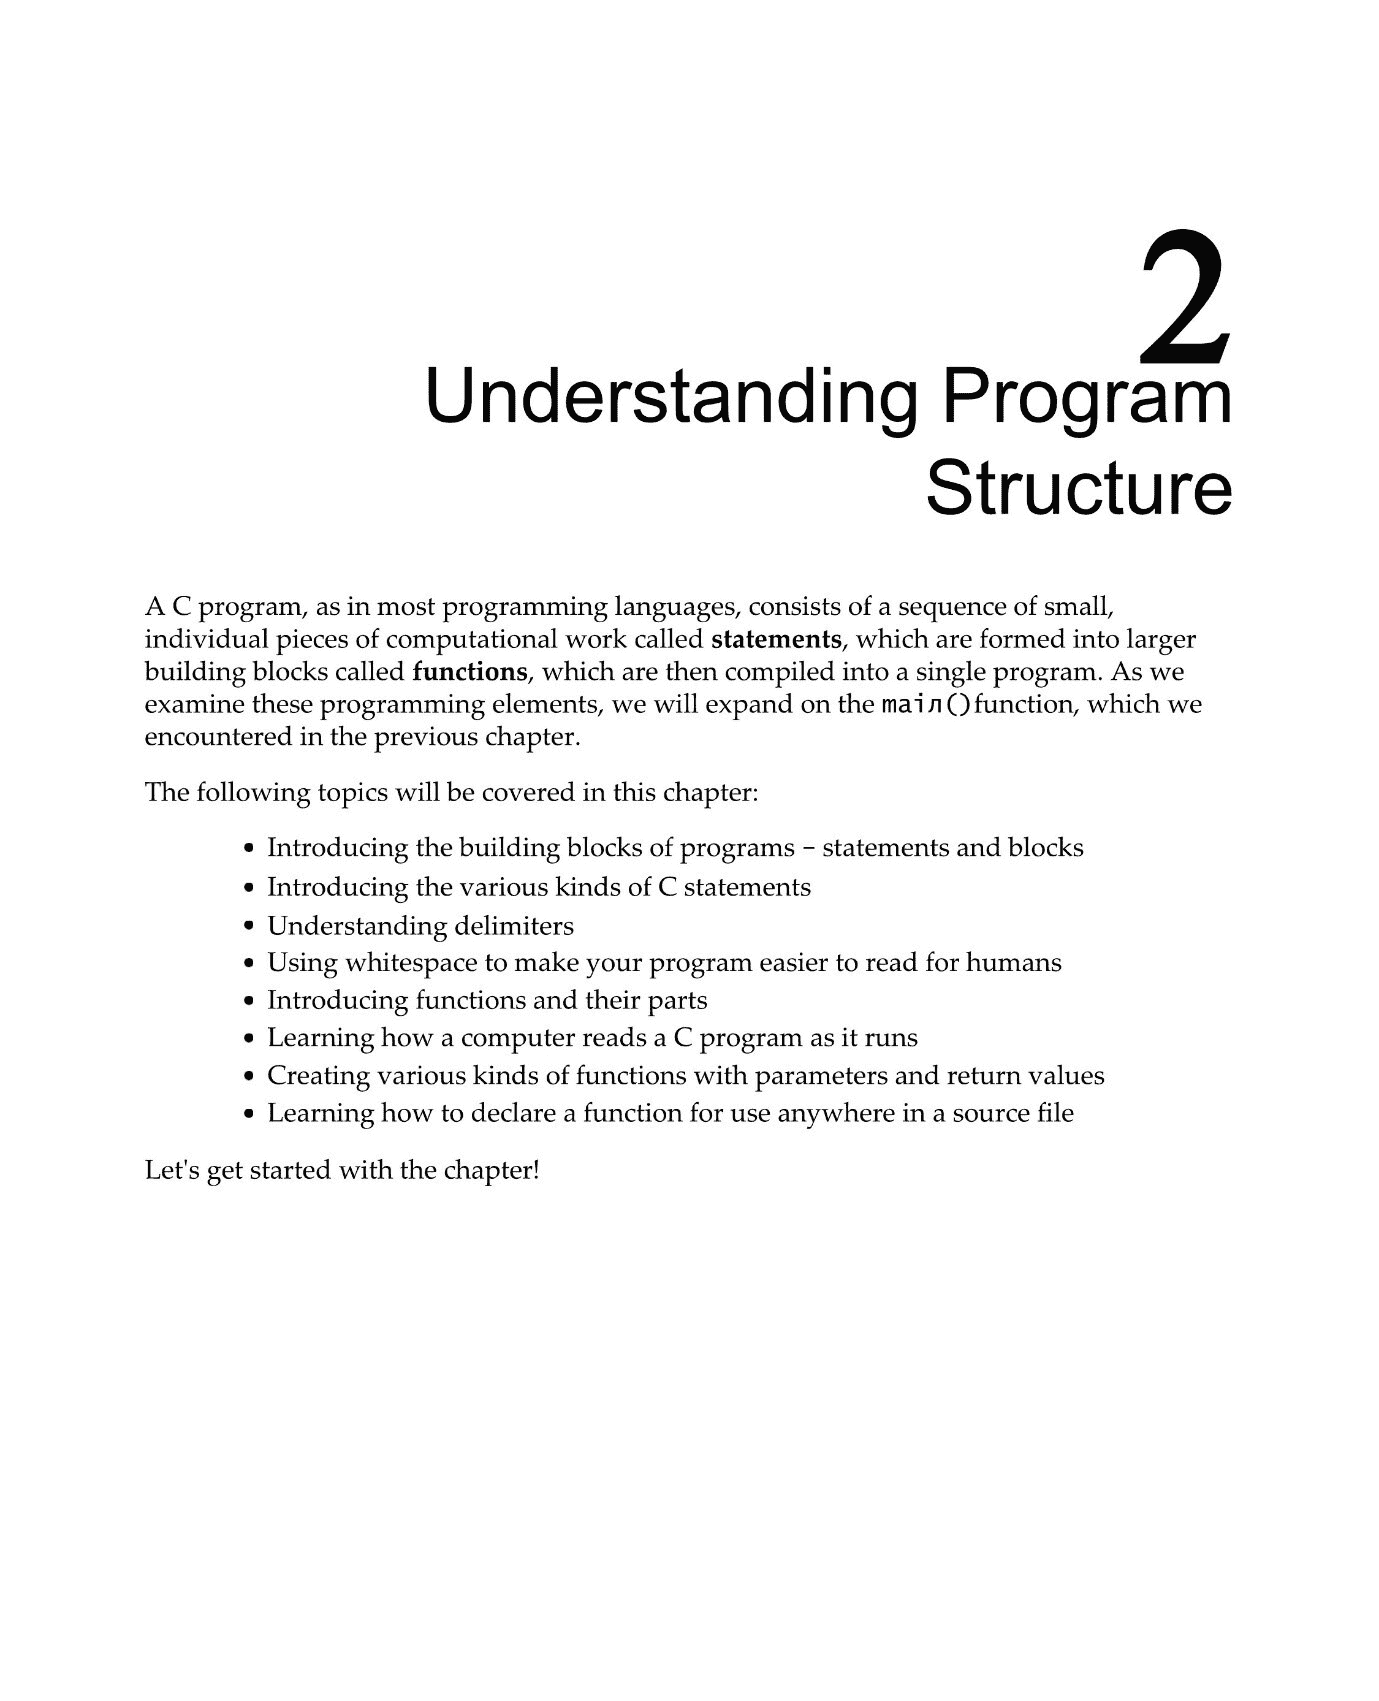 2
Understanding Program
Structure
A C program, as in most programming languages, consists of a sequence of small,
individual pieces of computational work called statements, which are formed into larger
building blocks called functions, which are then compiled into a single program. As we
examine these programming elements, we will expand on the main()function, which we
encountered in the previous chapter.
The following topics will be covered in this chapter:
• Introducing the building blocks of programs – statements and blocks
• Introducing the various kinds of C statements
• Understanding delimiters
• Using whitespace to make your program easier to read for humans
• Introducing functions and their parts
• Learning how a computer reads a C program as it runs
• Creating various kinds of functions with parameters and return values
• Learning how to declare a function for use anywhere in a source file
Let's get started with the chapter!